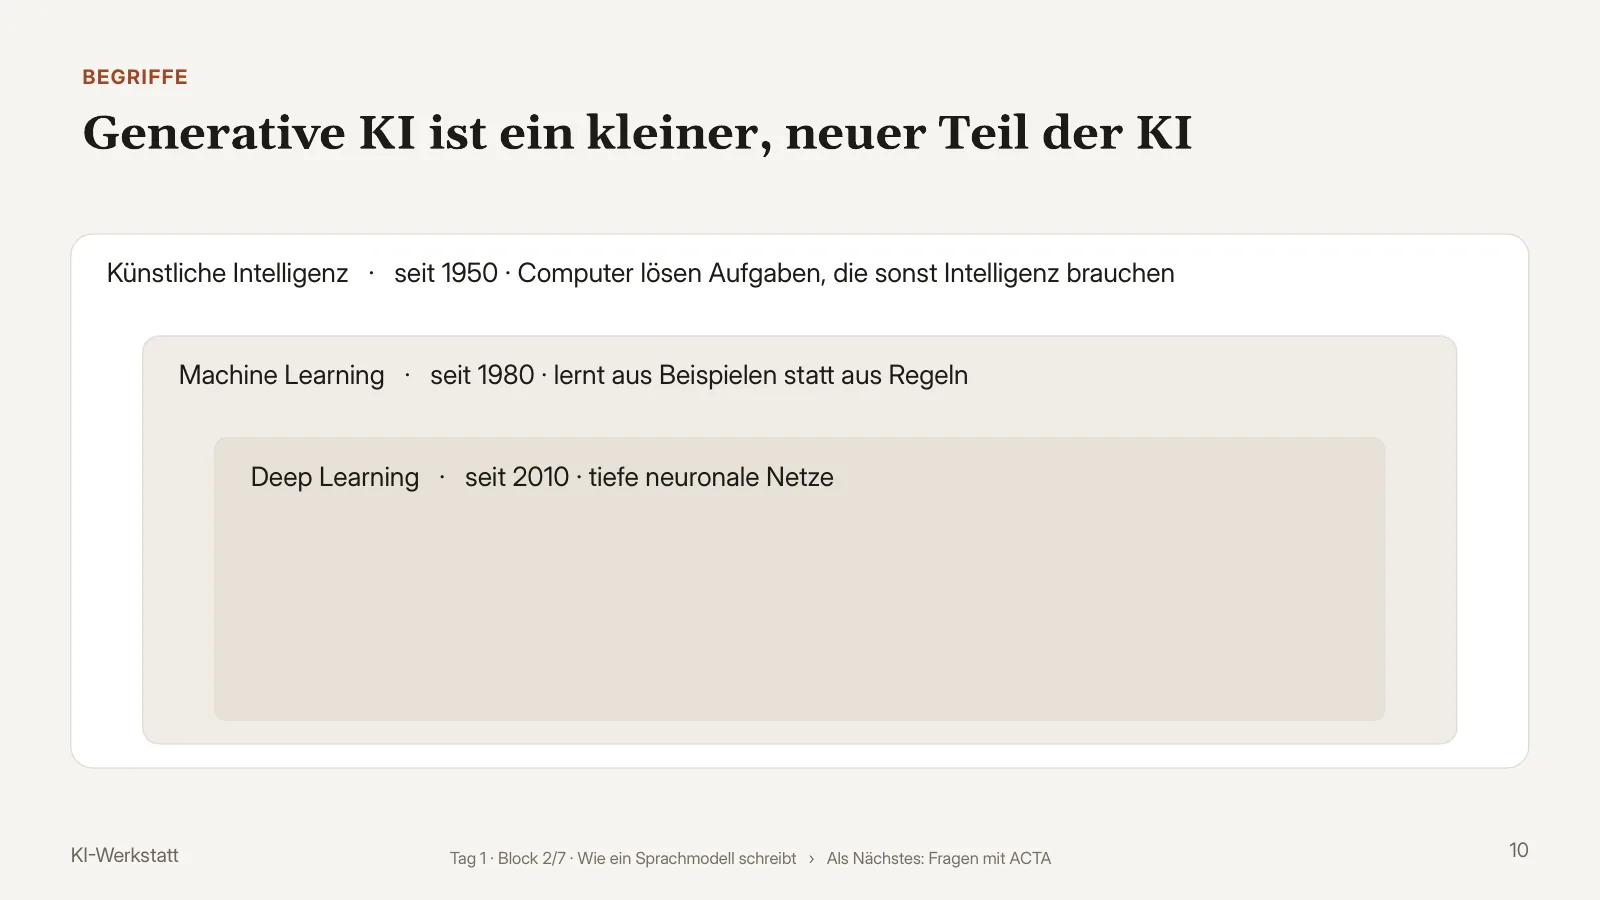 BEGRIFFE
Generative KI ist ein kleiner, neuer Teil der KI
Künstliche Intelligenz · seit 1950 · Computer lösen Aufgaben, die sonst Intelligenz brauchen
Machine Learning · seit 1980 · lernt aus Beispielen statt aus Regeln
Deep Learning · seit 2010 · tiefe neuronale Netze
KI-Werkstatt
Tag 1 · Block 2/7 · Wie ein Sprachmodell schreibt › Als Nächstes: Fragen mit ACTA
10